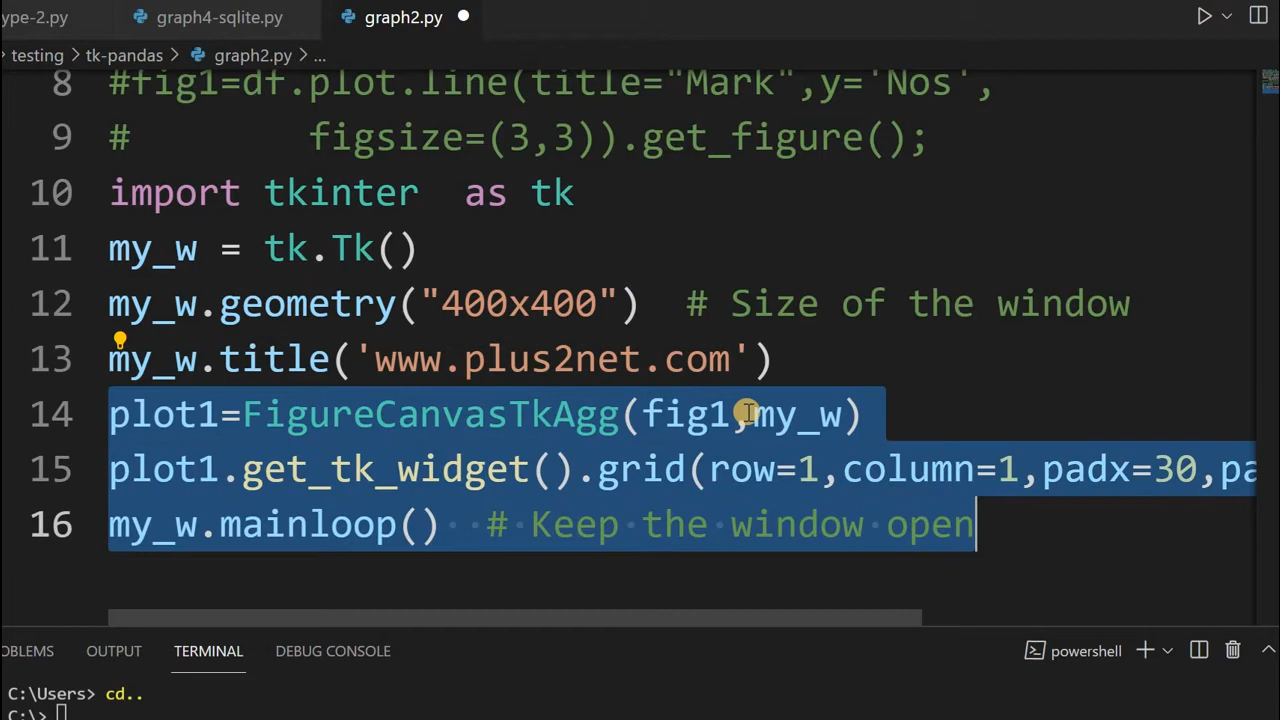 ype-2.py graph4-sqlite.py graph2.py
testing > tk-pandas > graph2.py > ...
8 #fig1=df.plot.line(title="Mark",y='Nos',
9 #       figsize=(3,3)).get_figure();
10 import tkinter  as tk
11 my_w = tk.Tk()
12 my_w.geometry("400x400")  # Size of the window
13 my_w.title('www.plus2net.com')
14 plot1=FigureCanvasTkAgg(fig1,my_w)
15 plot1.get_tk_widget().grid(row=1,column=1,padx=30,pa
16 my_w.mainloop()  # Keep the window open
OBLEMS OUTPUT TERMINAL DEBUG CONSOLE powershell
C:\Users> cd..
C:\>